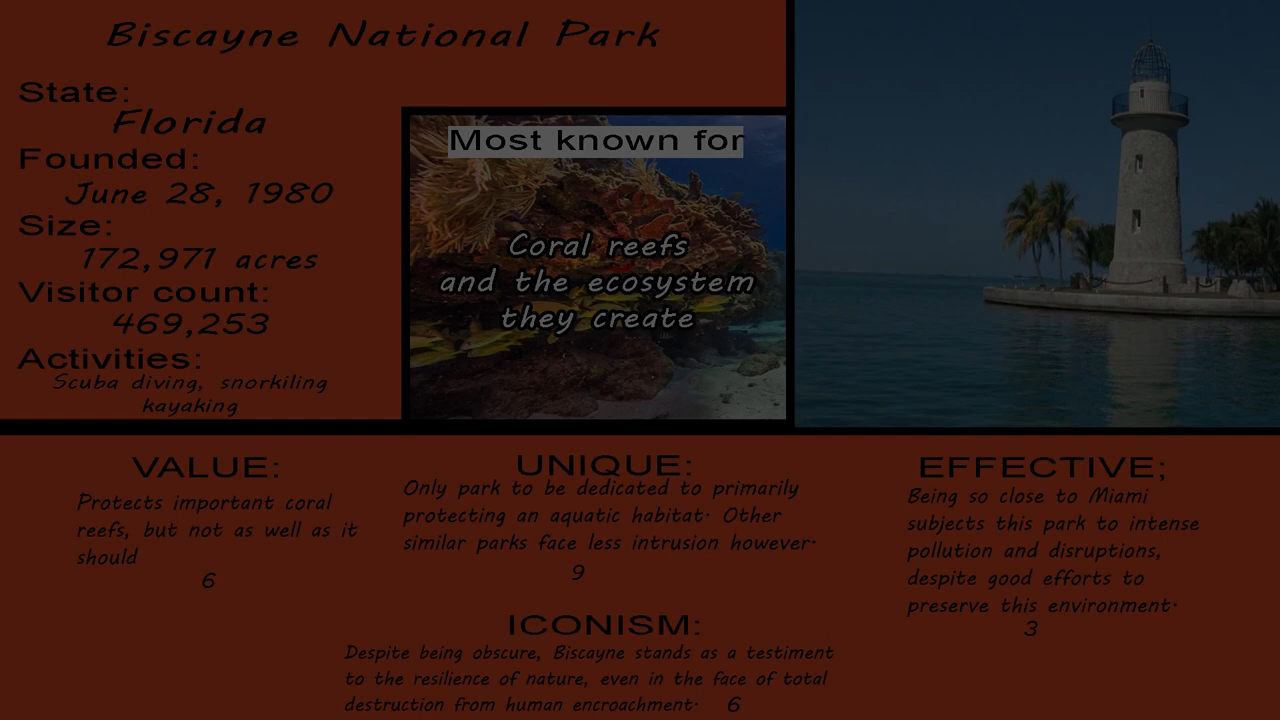 Biscayne National Park
State:
Florida
Founded:
June 28, 1980
Size:
172,971 acres
Visitor count:
469,253
Activities:
Scuba diving, snorkiling
kayaking
Most known for
Coral reefs
and the ecosystem
they create
VALUE:
Protects important coral
reefs, but not as well as it
should
6
UNIQUE:
Only park to be dedicated to primarily
protecting an aquatic habitat. Other
similar parks face less intrusion however.
9
EFFECTIVE;
Being so close to Miami
subjects this park to intense
pollution and disruptions,
despite good efforts to
preserve this environment.
3
ICONISM:
Despite being obscure, Biscayne stands as a testiment
to the resilience of nature, even in the face of total
destruction from human encroachment. 6